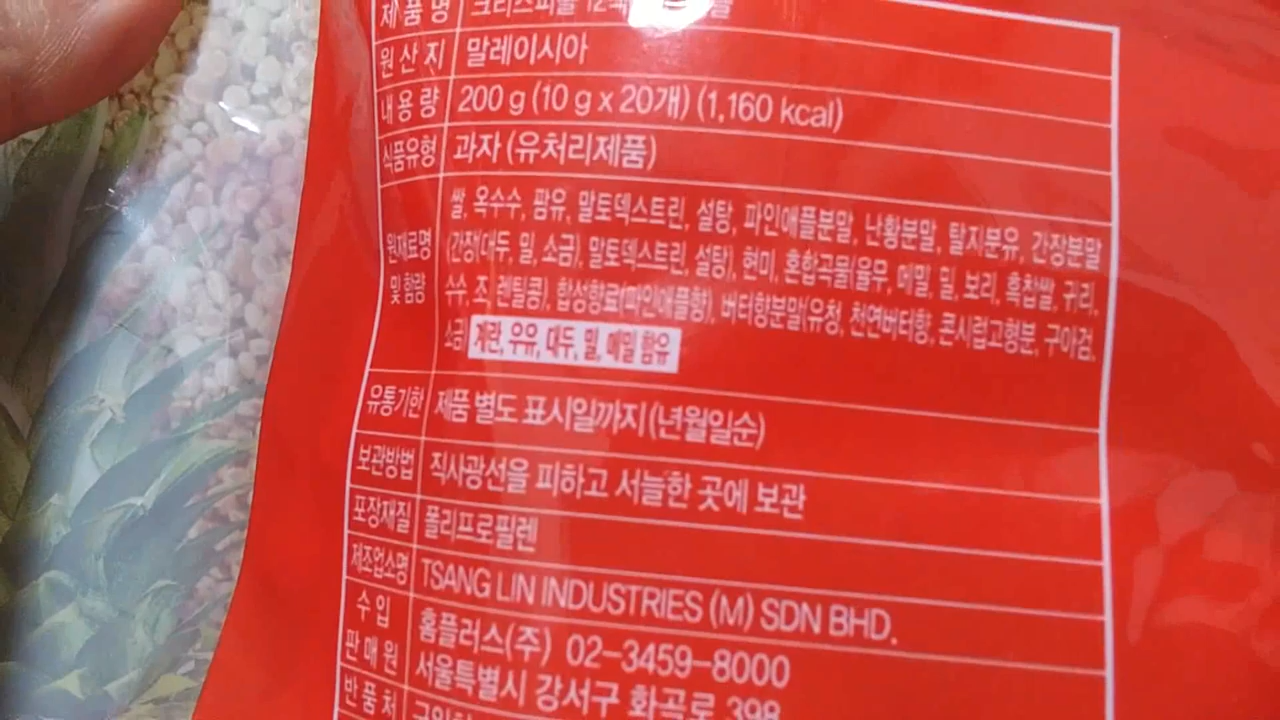 제품명
원산지 말레이시아
내용량 200 g (10 g x 20개) (1,160 kcal)
식품유형 과자 (유처리제품)
원재료명 및 함량
쌀, 옥수수, 팜유, 말토덱스트린, 설탕, 파인애플분말, 난황분말, 탈지분유, 간장분말
(간장(대두, 밀, 소금), 말토덱스트린, 설탕), 현미, 혼합곡물(율무, 메밀, 밀, 보리, 흑찹쌀, 귀리,
수수, 조, 렌틸콩), 합성향료(파인애플향), 버터향분말(유청, 천연버터향, 콘시럽고형분, 구아검,
소금) 계란, 우유, 대두, 밀, 메밀 함유
유통기한 제품 별도 표시일까지 (년월일순)
보관방법 직사광선을 피하고 서늘한 곳에 보관
포장재질 폴리프로필렌
제조업소명 TSANG LIN INDUSTRIES (M) SDN BHD.
수입 판매원 홈플러스(주) 02-3459-8000
서울특별시 강서구 화곡로 398
반품처